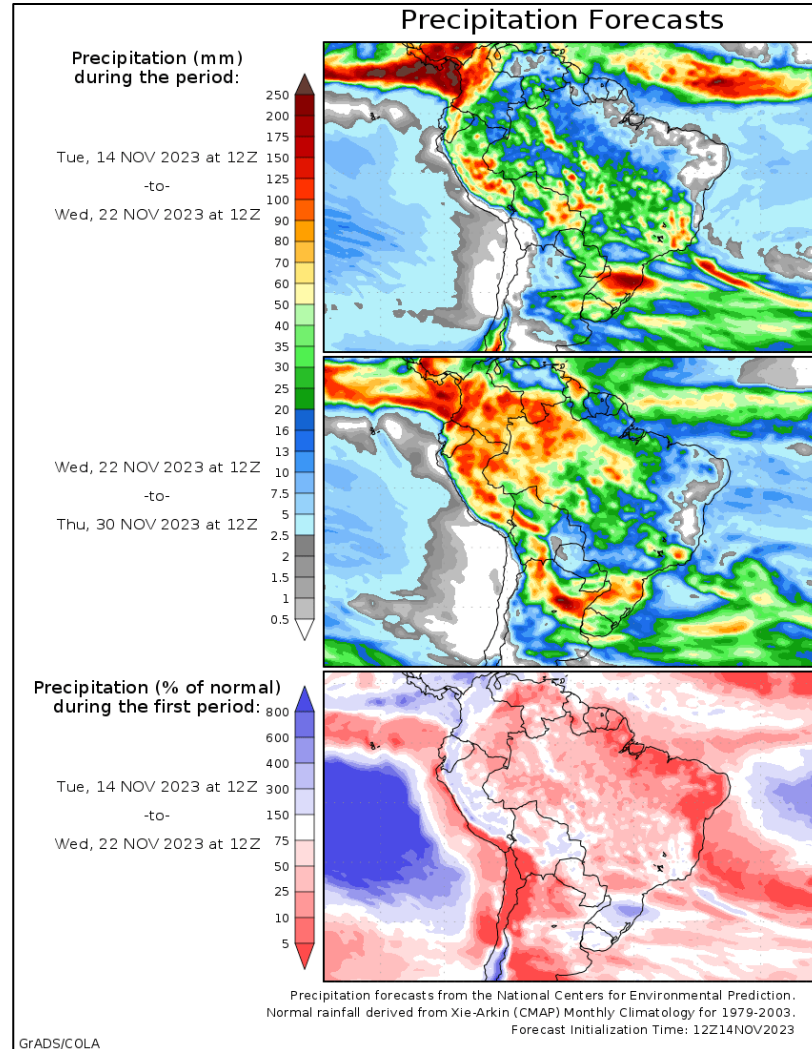 Precipitation Forecasts
Precipitation (mm)
during the period:
250
200
175
150
125
100
90
80
70
60
50
40
35
30
25
20
16
13
10
7.5
5
2.5
2
1.5
1
0.5
Tue, 14 NOV 2023 at 12Z
-to-
Wed, 22 NOV 2023 at 12Z
Wed, 22 NOV 2023 at 12Z
-to-
Thu, 30 NOV 2023 at 12Z
Precipitation (% of normal)
during the first period:
800
600
400
300
150
75
50
25
10
5
Tue, 14 NOV 2023 at 12Z
-to-
Wed, 22 NOV 2023 at 12Z
Precipitation forecasts from the National Centers for Environmental Prediction.
Normal rainfall derived from Xie-Arkin (CMAP) Monthly Climatology for 1979-2003.
Forecast Initialization Time: 12Z14NOV2023
GrADS/COLA